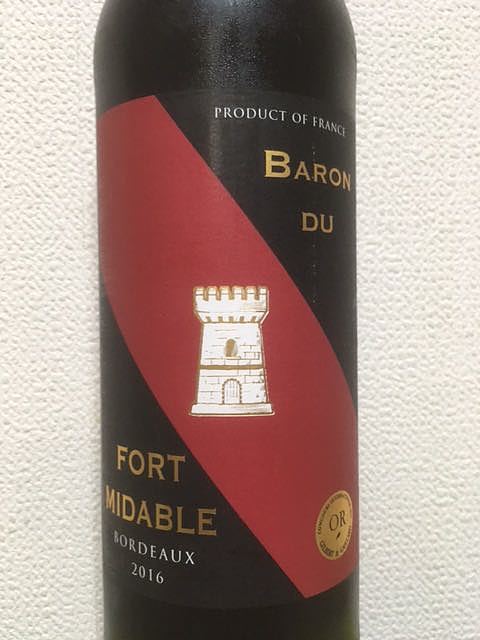 PRODUCT OF FRANCE
BARON
DU
FORT
MIDABLE
BORDEAUX
2016
OR